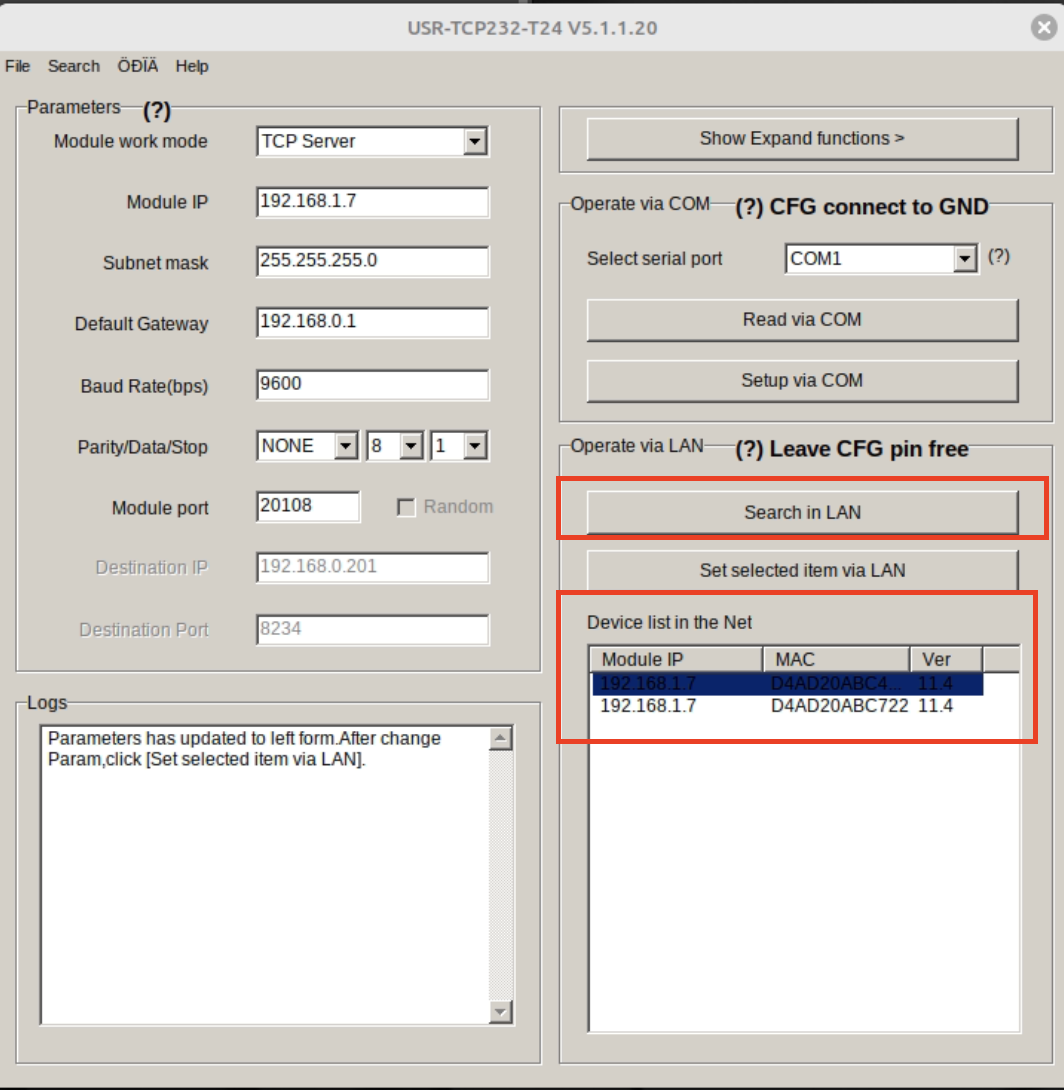 USR-TCP232-T24 V5.1.1.20
File Search ÖÐÎÄ Help
Parameters (?)
Module work mode TCP Server
Module IP 192.168.1.7
Subnet mask 255.255.255.0
Default Gateway 192.168.0.1
Baud Rate(bps) 9600
Parity/Data/Stop NONE 8 1
Module port 20108 Random
Destination IP 192.168.0.201
Destination Port 8234
Logs
Parameters has updated to left form.After change
Param,click [Set selected item via LAN].
Show Expand functions >
Operate via COM (?) CFG connect to GND
Select serial port COM1 (?)
Read via COM
Setup via COM
Operate via LAN (?) Leave CFG pin free
Search in LAN
Set selected item via LAN
Device list in the Net
Module IP MAC Ver
192.168.1.7 D4AD20ABC4... 11.4
192.168.1.7 D4AD20ABC722 11.4